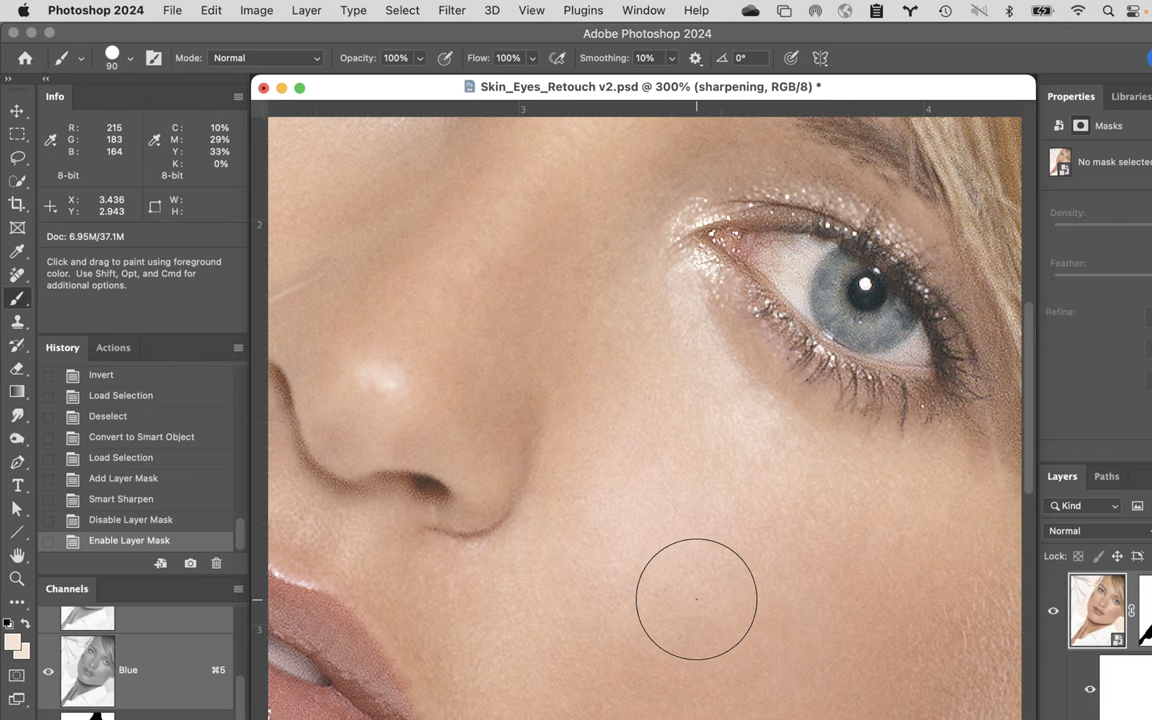 Photoshop 2024 File Edit Image Layer Type Select Filter 3D View Plugins Window Help
Adobe Photoshop 2024
90 Mode: Normal Opacity: 100% Flow: 100% Smoothing: 10% 0°
Info
R: 215 C: 10%
G: 183 M: 29%
B: 164 Y: 33%
K: 0%
8-bit 8-bit
X: 3.436 W:
Y: 2.943 H:
Doc: 6.95M/37.1M
Click and drag to paint using foreground
color. Use Shift, Opt, and Cmd for
additional options.
History Actions
Invert
Load Selection
Deselect
Convert to Smart Object
Load Selection
Add Layer Mask
Smart Sharpen
Disable Layer Mask
Enable Layer Mask
Channels
Blue ⌘5
Skin_Eyes_Retouch v2.psd @ 300% (sharpening, RGB/8) *
3 4
2
3
Properties Libraries
Masks
No mask selected
Density:
Feather:
Refine:
Layers Paths
Kind
Normal
Lock: